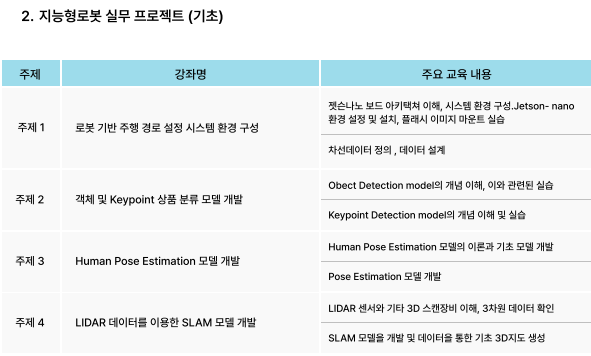 2. 지능형로봇 실무 프로젝트 (기초)
주제 강좌명 주요 교육 내용
주제 1 로봇 기반 주행 경로 설정 시스템 환경 구성
젯슨나노 보드 아키택쳐 이해, 시스템 환경 구성.Jetson- nano
환경 설정 및 설치, 플래시 이미지 마운트 실습
차선데이터 정의 , 데이터 설계
주제 2 객체 및 Keypoint 상품 분류 모델 개발
Obect Detection model의 개념 이해, 이와 관련된 실습
Keypoint Detection model의 개념 이해 및 실습
주제 3 Human Pose Estimation 모델 개발
Human Pose Estimation 모델의 이론과 기초 모델 개발
Pose Estimation 모델 개발
주제 4 LIDAR 데이터를 이용한 SLAM 모델 개발
LIDAR 센서와 기타 3D 스캔장비 이해, 3차원 데이터 확인
SLAM 모델을 개발 및 데이터를 통한 기초 3D지도 생성